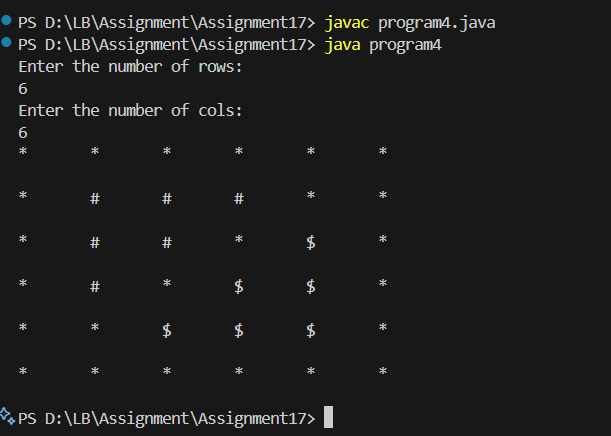 PS D:\LB\Assignment\Assignment17> javac program4.java
PS D:\LB\Assignment\Assignment17> java program4
Enter the number of rows:
6
Enter the number of cols:
6
* * * * * *
* # # # * *
* # # * $ *
* # * $ $ *
* * $ $ $ *
* * * * * *
PS D:\LB\Assignment\Assignment17>